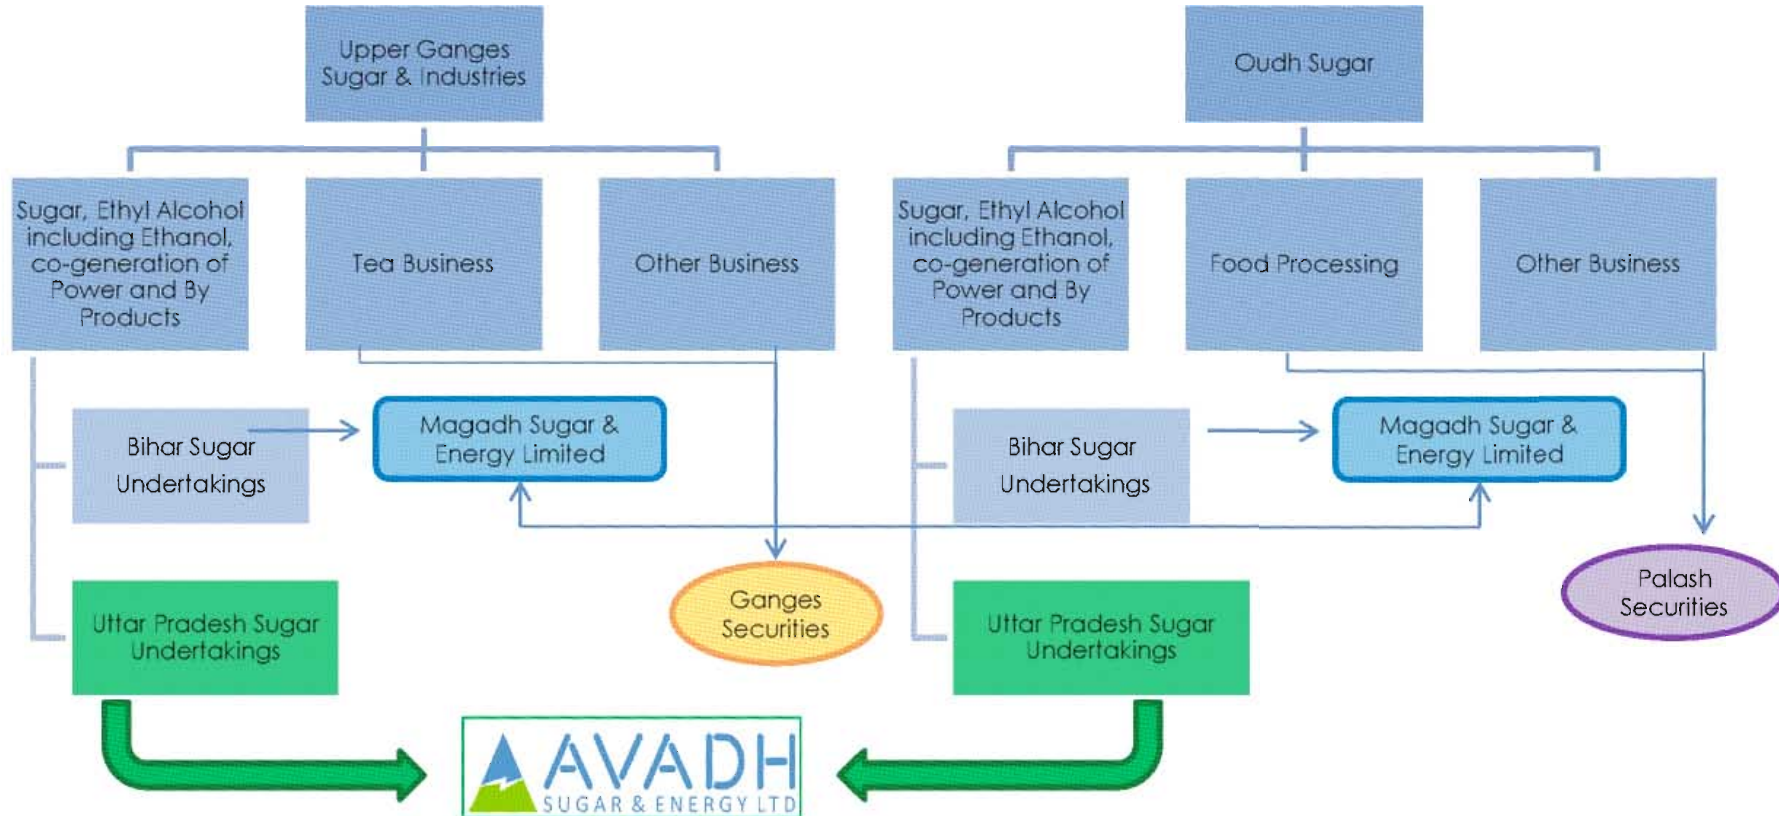 Upper Ganges
Sugar & Industries
Oudh Sugar
Sugar, Ethyl Alcohol
including Ethanol,
co-generation of
Power and By
Products
Tea Business
Other Business
Sugar, Ethyl Alcohol
including Ethanol,
co-generation of
Power and By
Products
Food Processing
Other Business
Bihar Sugar
Undertakings
Magadh Sugar &
Energy Limited
Bihar Sugar
Undertakings
Magadh Sugar &
Energy Limited
Uttar Pradesh Sugar
Undertakings
Ganges
Securities
Uttar Pradesh Sugar
Undertakings
Palash
Securities
AVADH
SUGAR & ENERGY LTD